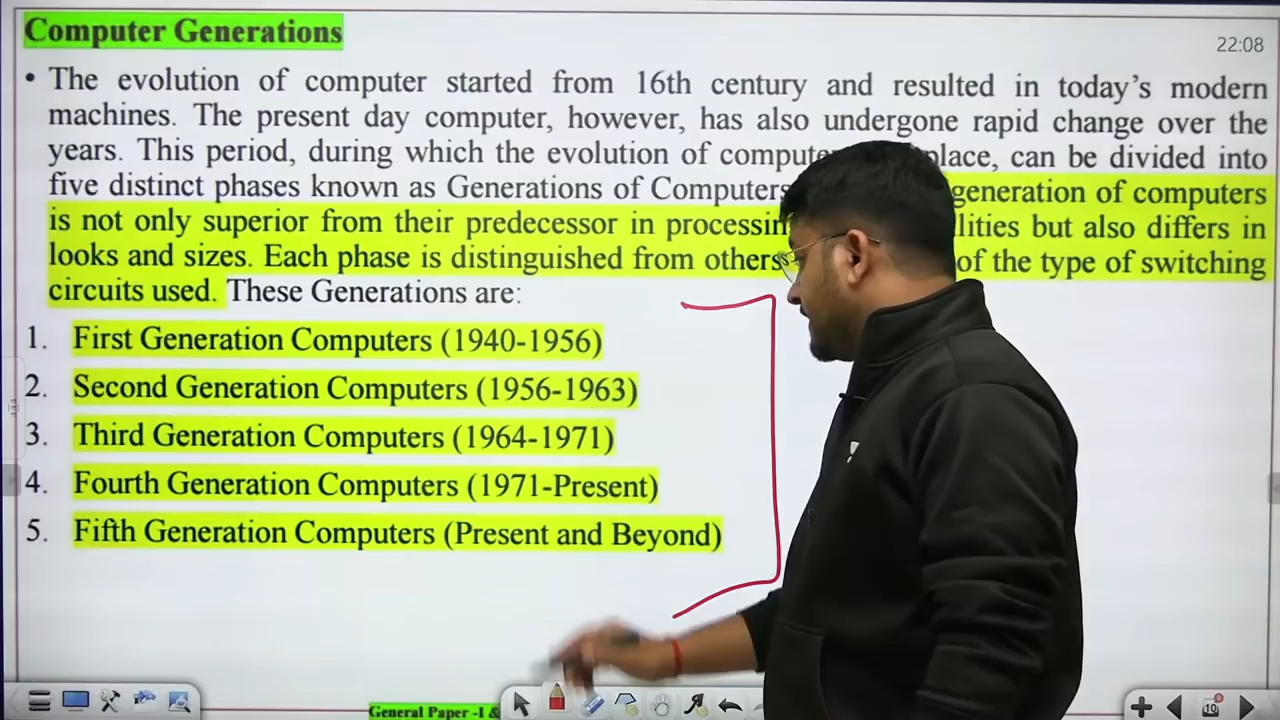 Computer Generations
22:08
• The evolution of computer started from 16th century and resulted in today's modern
machines. The present day computer, however, has also undergone rapid change over the
years. This period, during which the evolution of place, can be divided into
five distinct phases known as Generations of Computers generation of computers
is not only superior from their predecessor in but also differs in
looks and sizes. Each phase is distinguished from others of the type of switching
circuits used. These Generations are:
1. First Generation Computers (1940-1956)
2. Second Generation Computers (1956-1963)
3. Third Generation Computers (1964-1971)
4. Fourth Generation Computers (1971-Present)
5. Fifth Generation Computers (Present and Beyond)
General Paper -I &
10